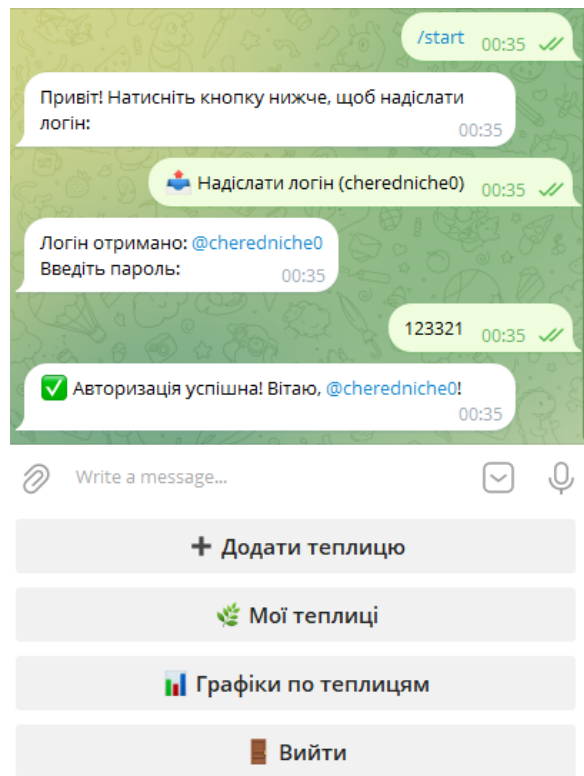 /start 00:35
Привіт! Натисніть кнопку нижче, щоб надіслати
логін:
00:35
📤 Надіслати логін (cheredniche0) 00:35
Логін отримано: @cheredniche0
Введіть пароль:
00:35
123321 00:35
✅ Авторизація успішна! Вітаю, @cheredniche0!
00:35
Write a message...
➕ Додати теплицю
🌿 Мої теплиці
📊 Графіки по теплицям
🚪 Вийти